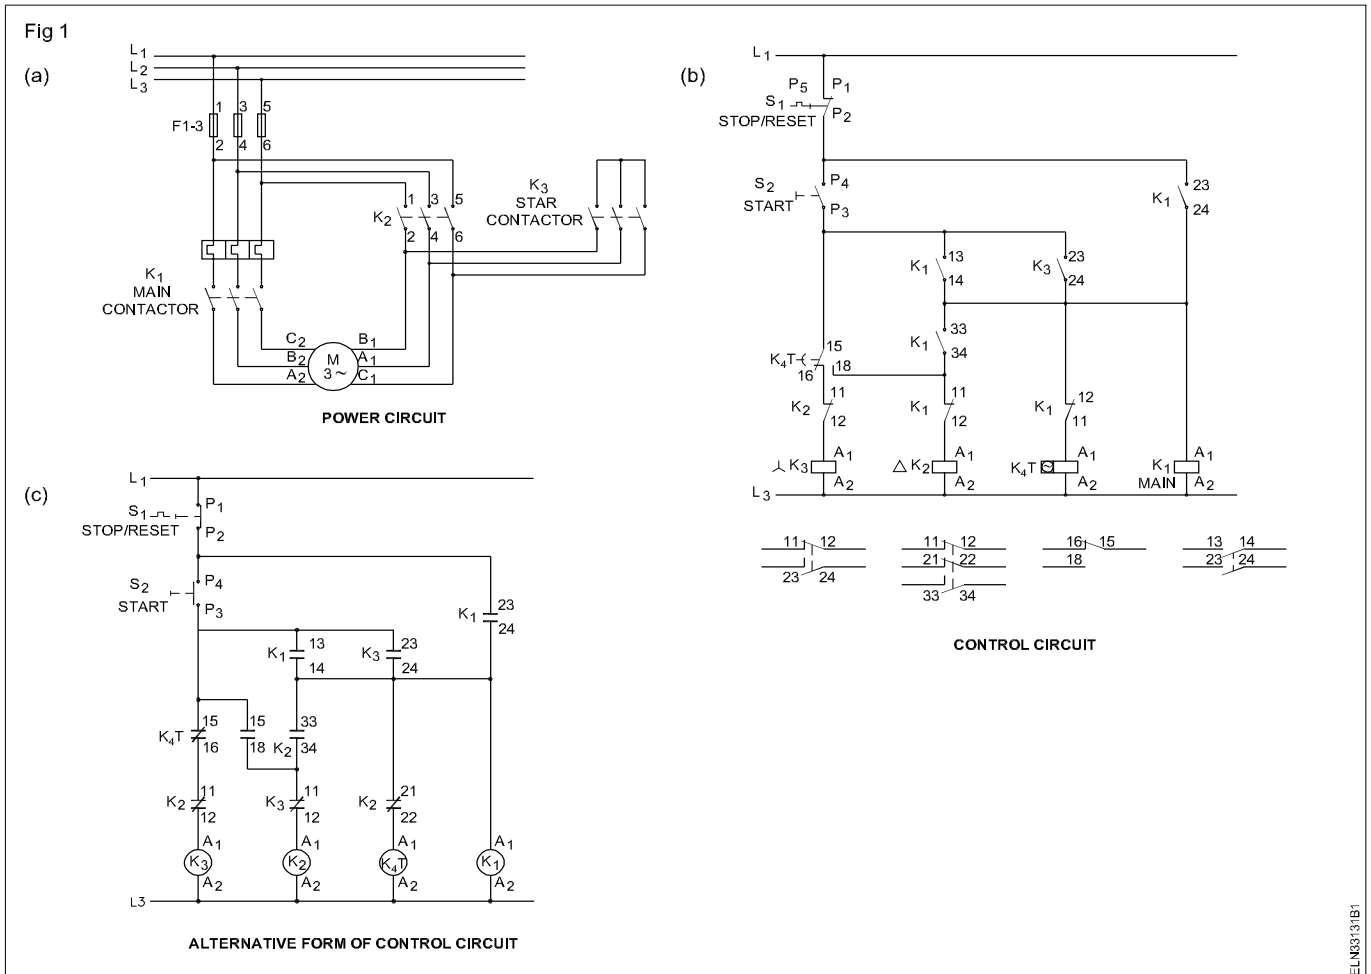 Fig 1
(a)
L1
L2
L3
1 3 5
F1-3
2 4 6
K3
STAR
CONTACTOR
1 3 5
K2
2 4 6
K1
MAIN
CONTACTOR
C2 B1
B2 M A1
3~
A2 C1
POWER CIRCUIT
(b)
L1
P5 P1
S1
P2
STOP/RESET
S2 P4
START P3
23
K1
24
13
K1
14
23
K3
24
33
K1
34
15
K4T
16 18
11
K2
12
11
K1
12
12
K1
11
A1
K3
A2
A1
△ K2
A2
A1
K4T
A2
A1
K1
MAIN A2
L3
11 12
23 24
11 12
21 22
33 34
16 15
18
13 14
23 24
CONTROL CIRCUIT
(c)
L1
P1
S1
STOP/RESET
P2
S2 P4
START P3
23
K1
24
13
K1
14
23
K3
24
15
K4T
16
15
18
33
K2 34
11
K2
12
11
K3
12
21
K2
22
A1 A1 A1 A1
K3 K2 K4T K1
A2 A2 A2 A2
L3
ALTERNATIVE FORM OF CONTROL CIRCUIT
ELN33131B1